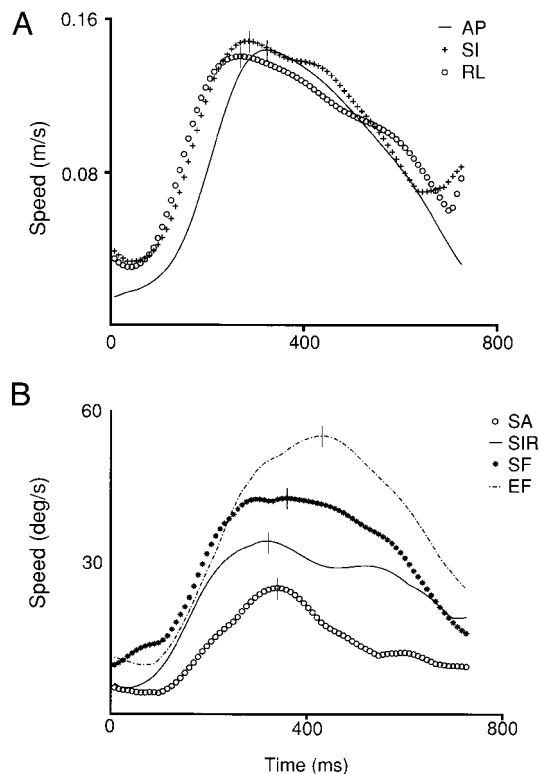 A
0.16
AP
SI
RL
Speed (m/s)
0.08
0
400
800
B
60
SA
SIR
SF
EF
Speed (deg/s)
30
0
0
400
800
Time (ms)